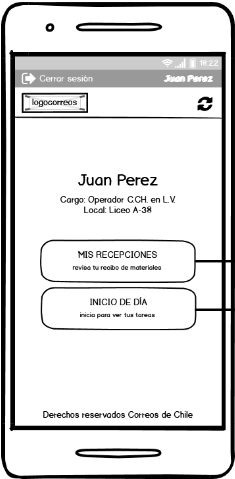 18:22
Cerrar sesión
Juan Perez
logocorreos
Juan Perez
Cargo: Operador C.CH. en L.V.
Local: Liceo A-38
MIS RECEPCIONES
revisa tu recibo de materiales
INICIO DE DÍA
inicia para ver tus tareas
Derechos reservados Correos de Chile